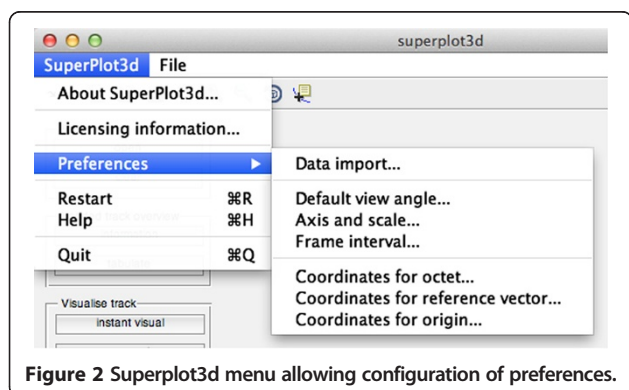 superplot3d
SuperPlot3d File
About SuperPlot3d...
Licensing information...
Preferences
Restart ⌘R
Help ⌘H
Quit ⌘Q
Data import...
Default view angle...
Axis and scale...
Frame interval...
Coordinates for octet...
Coordinates for reference vector...
Coordinates for origin...
Visualise track
instant visual
Figure 2 Superplot3d menu allowing configuration of preferences.